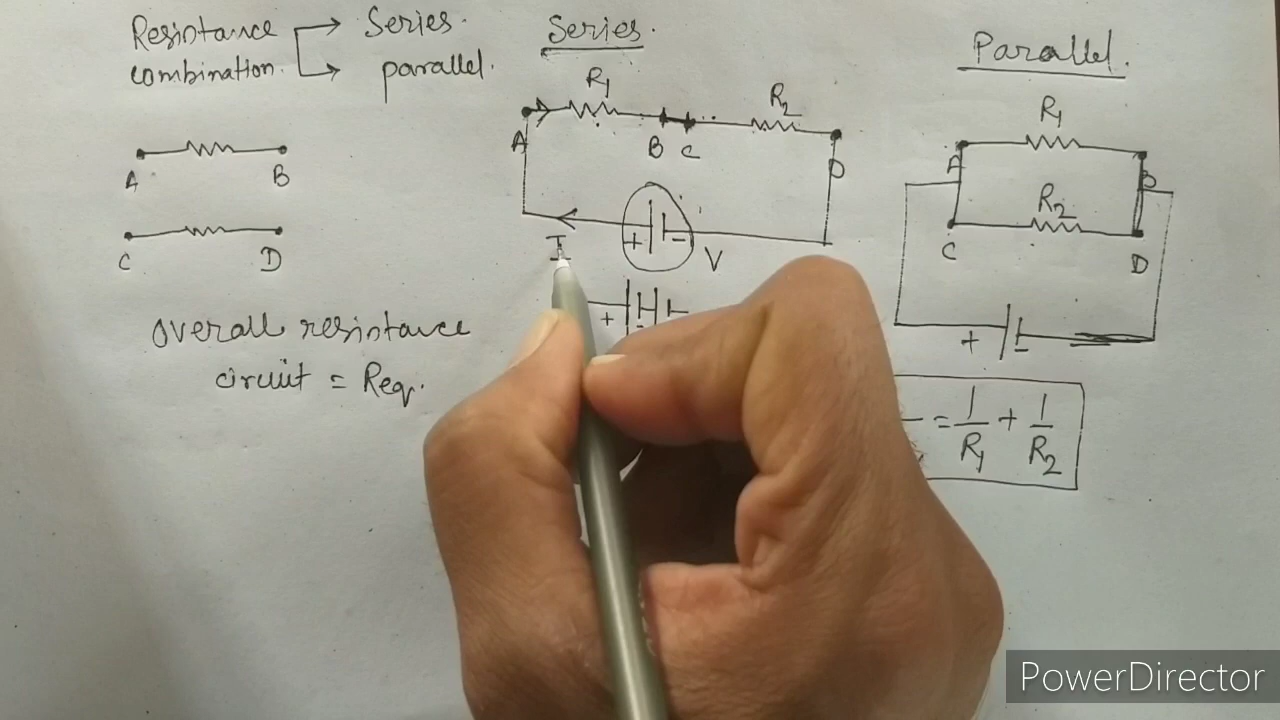 Resistance
combination.
Series.
parallel.
A
B
C
D
Overall resistance
circuit = Req.
Series.
R1
R2
A
B
C
D
I
+
-
V
+
-
Parallel.
R1
A
B
R2
C
D
+
-
= 1/R1 + 1/R2
PowerDirector